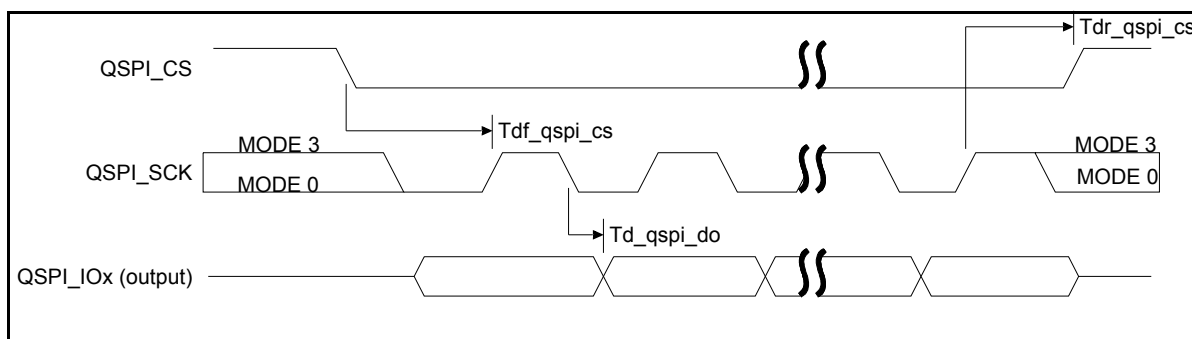 Tdr_qspi_cs
QSPI_CS
Tdf_qspi_cs
MODE 3
MODE 3
QSPI_SCK
MODE 0
MODE 0
Td_qspi_do
QSPI_IOx (output)